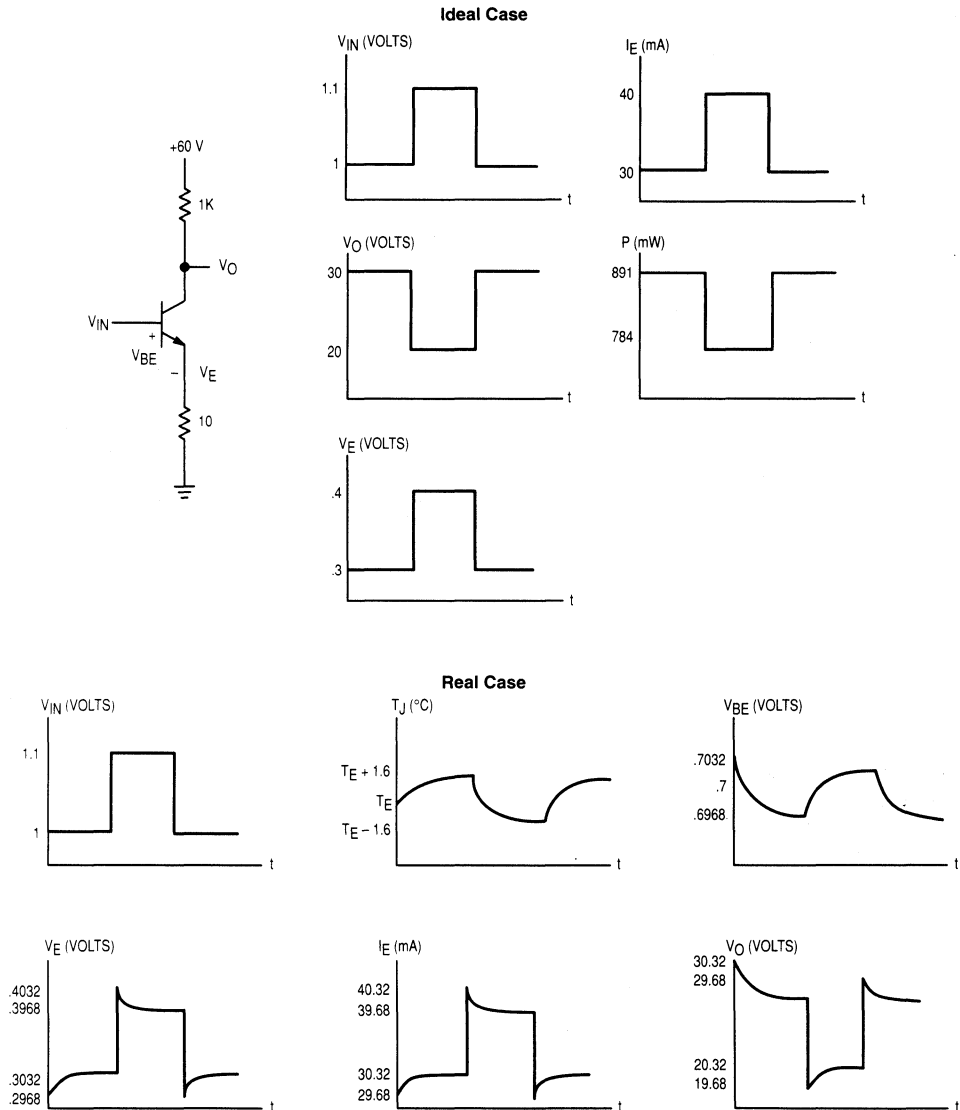 Ideal Case
VIN (VOLTS)
1.1
1
t
IE (mA)
40
30
t
+60 V
1K
VO
VIN
+
VBE
–
VE
10
VO (VOLTS)
30
20
t
P (mW)
891
784
t
VE (VOLTS)
.4
.3
t
Real Case
VIN (VOLTS)
1.1
1
t
TJ (°C)
TE + 1.6
TE
TE – 1.6
t
VBE (VOLTS)
.7032
.7
.6968
t
VE (VOLTS)
.4032
.3968
.3032
.2968
t
IE (mA)
40.32
39.68
30.32
29.68
t
VO (VOLTS)
30.32
29.68
20.32
19.68
t